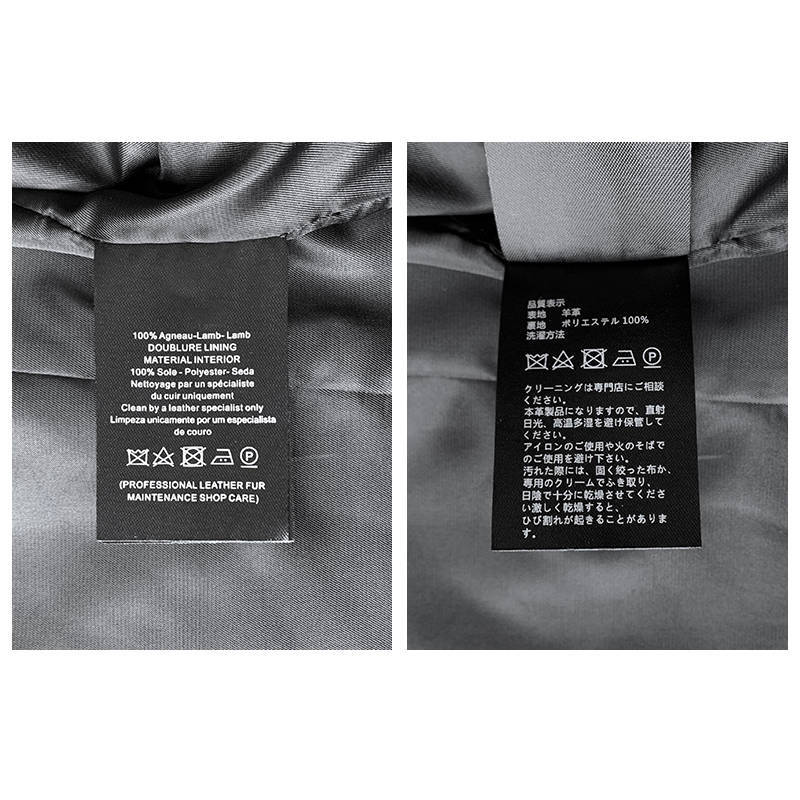 100% Agneau-Lamb- Lamb
DOUBLURE LINING
MATERIAL INTERIOR
100% Sole - Polyester- Seda
Nettoyage par un spécialiste
du cuir uniquement
Clean by a leather specialist only
Limpeza unicamente por um especialista
de couro
P
(PROFESSIONAL LEATHER FUR
MAINTENANCE SHOP CARE)
品質表示
表地 羊革
裏地 ポリエステル 100%
洗濯方法
P
クリーニングは専門店にご相談
ください。
本革製品になりますので、直射
日光、高温多湿を避け保管して
ください。
アイロンのご使用や火のそばで
のご使用を避け下さい。
汚れた際には、固く絞った布か、
専用のクリームでふき取り、
日陰で十分に乾燥させてくださ
い激しく乾燥すると、
ひび割れが起きることがありま
す。